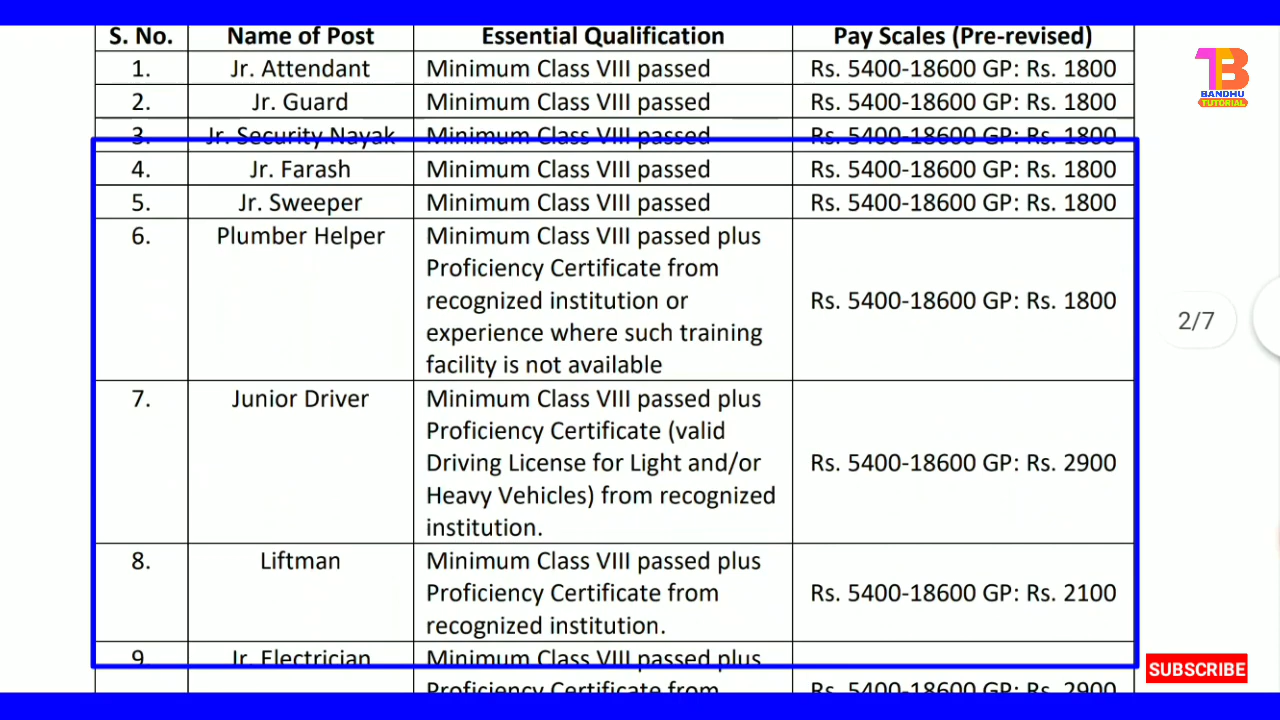 S. No. Name of Post Essential Qualification Pay Scales (Pre-revised)
1. Jr. Attendant Minimum Class VIII passed Rs. 5400-18600 GP: Rs. 1800
2. Jr. Guard Minimum Class VIII passed Rs. 5400-18600 GP: Rs. 1800
3. Jr. Security Nayak Minimum Class VIII passed Rs. 5400-18600 GP: Rs. 1800
4. Jr. Farash Minimum Class VIII passed Rs. 5400-18600 GP: Rs. 1800
5. Jr. Sweeper Minimum Class VIII passed Rs. 5400-18600 GP: Rs. 1800
6. Plumber Helper Minimum Class VIII passed plus
Proficiency Certificate from
recognized institution or Rs. 5400-18600 GP: Rs. 1800
experience where such training
facility is not available
7. Junior Driver Minimum Class VIII passed plus
Proficiency Certificate (valid
Driving License for Light and/or Rs. 5400-18600 GP: Rs. 2900
Heavy Vehicles) from recognized
institution.
8. Liftman Minimum Class VIII passed plus
Proficiency Certificate from Rs. 5400-18600 GP: Rs. 2100
recognized institution.
9. Jr. Electrician Minimum Class VIII passed plus
Proficiency Certificate from Rs. 5400-18600 GP: Rs. 2900
TB
BANDHU
TUTORIAL
2/7
SUBSCRIBE